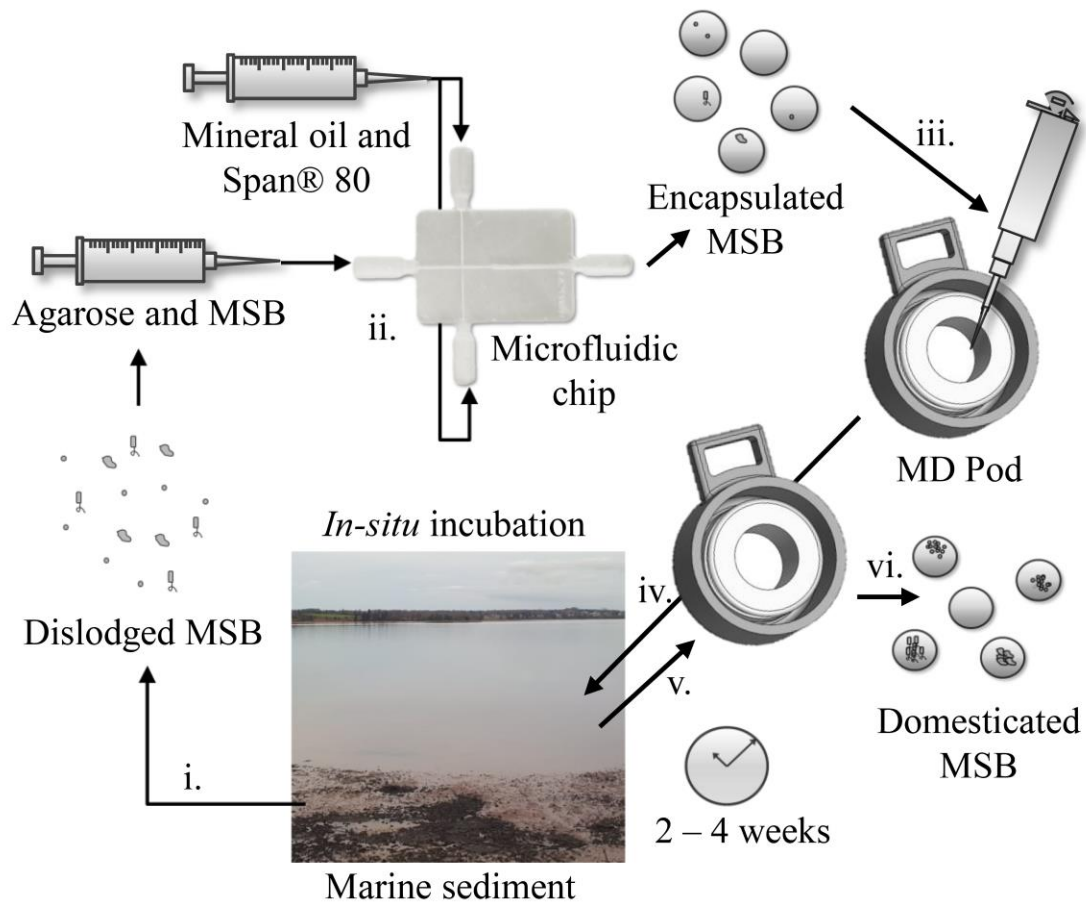 Mineral oil and
Span® 80
Encapsulated
MSB
iii.
Agarose and MSB
ii.
Microfluidic
chip
MD Pod
In-situ incubation
Dislodged MSB
iv.
v.
vi.
Domesticated
MSB
i.
2 – 4 weeks
Marine sediment